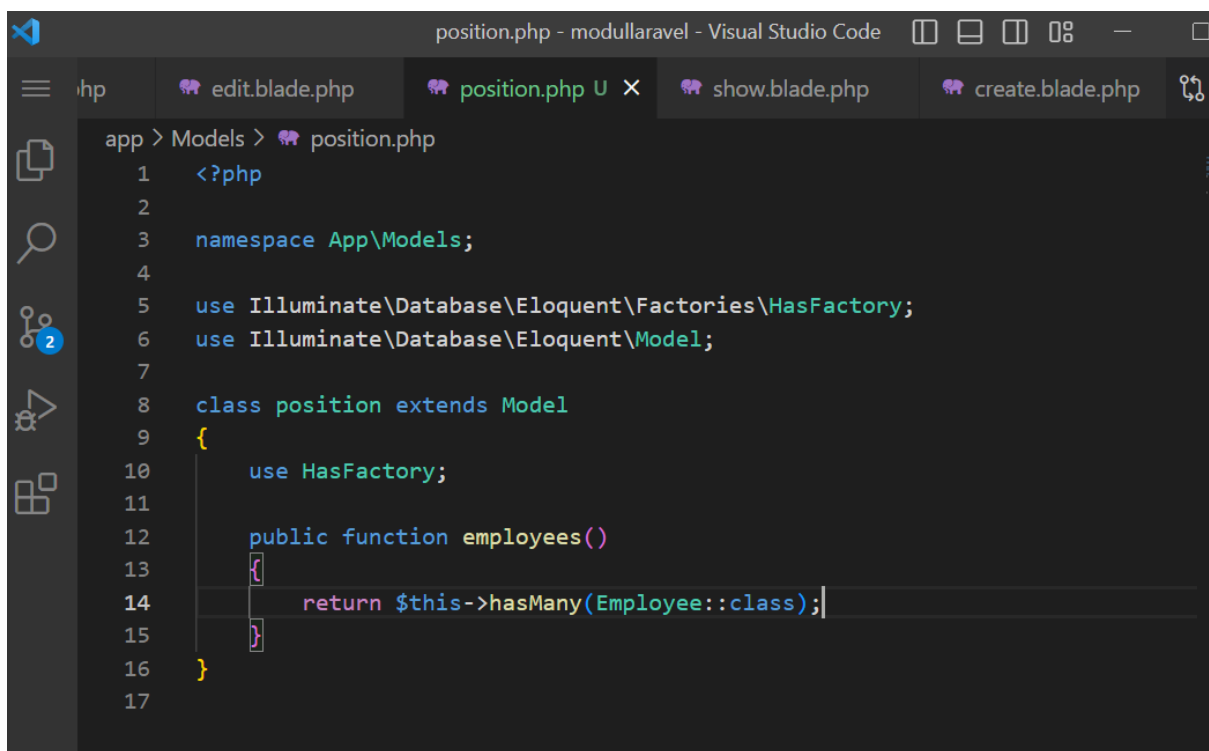 position.php - modullaravel - Visual Studio Code
hp edit.blade.php position.php U show.blade.php create.blade.php
app > Models > position.php
1 <?php
2
3 namespace App\Models;
4
5 use Illuminate\Database\Eloquent\Factories\HasFactory;
6 use Illuminate\Database\Eloquent\Model;
7
8 class position extends Model
9 {
10 use HasFactory;
11
12 public function employees()
13 {
14 return $this->hasMany(Employee::class);
15 }
16 }
17
2